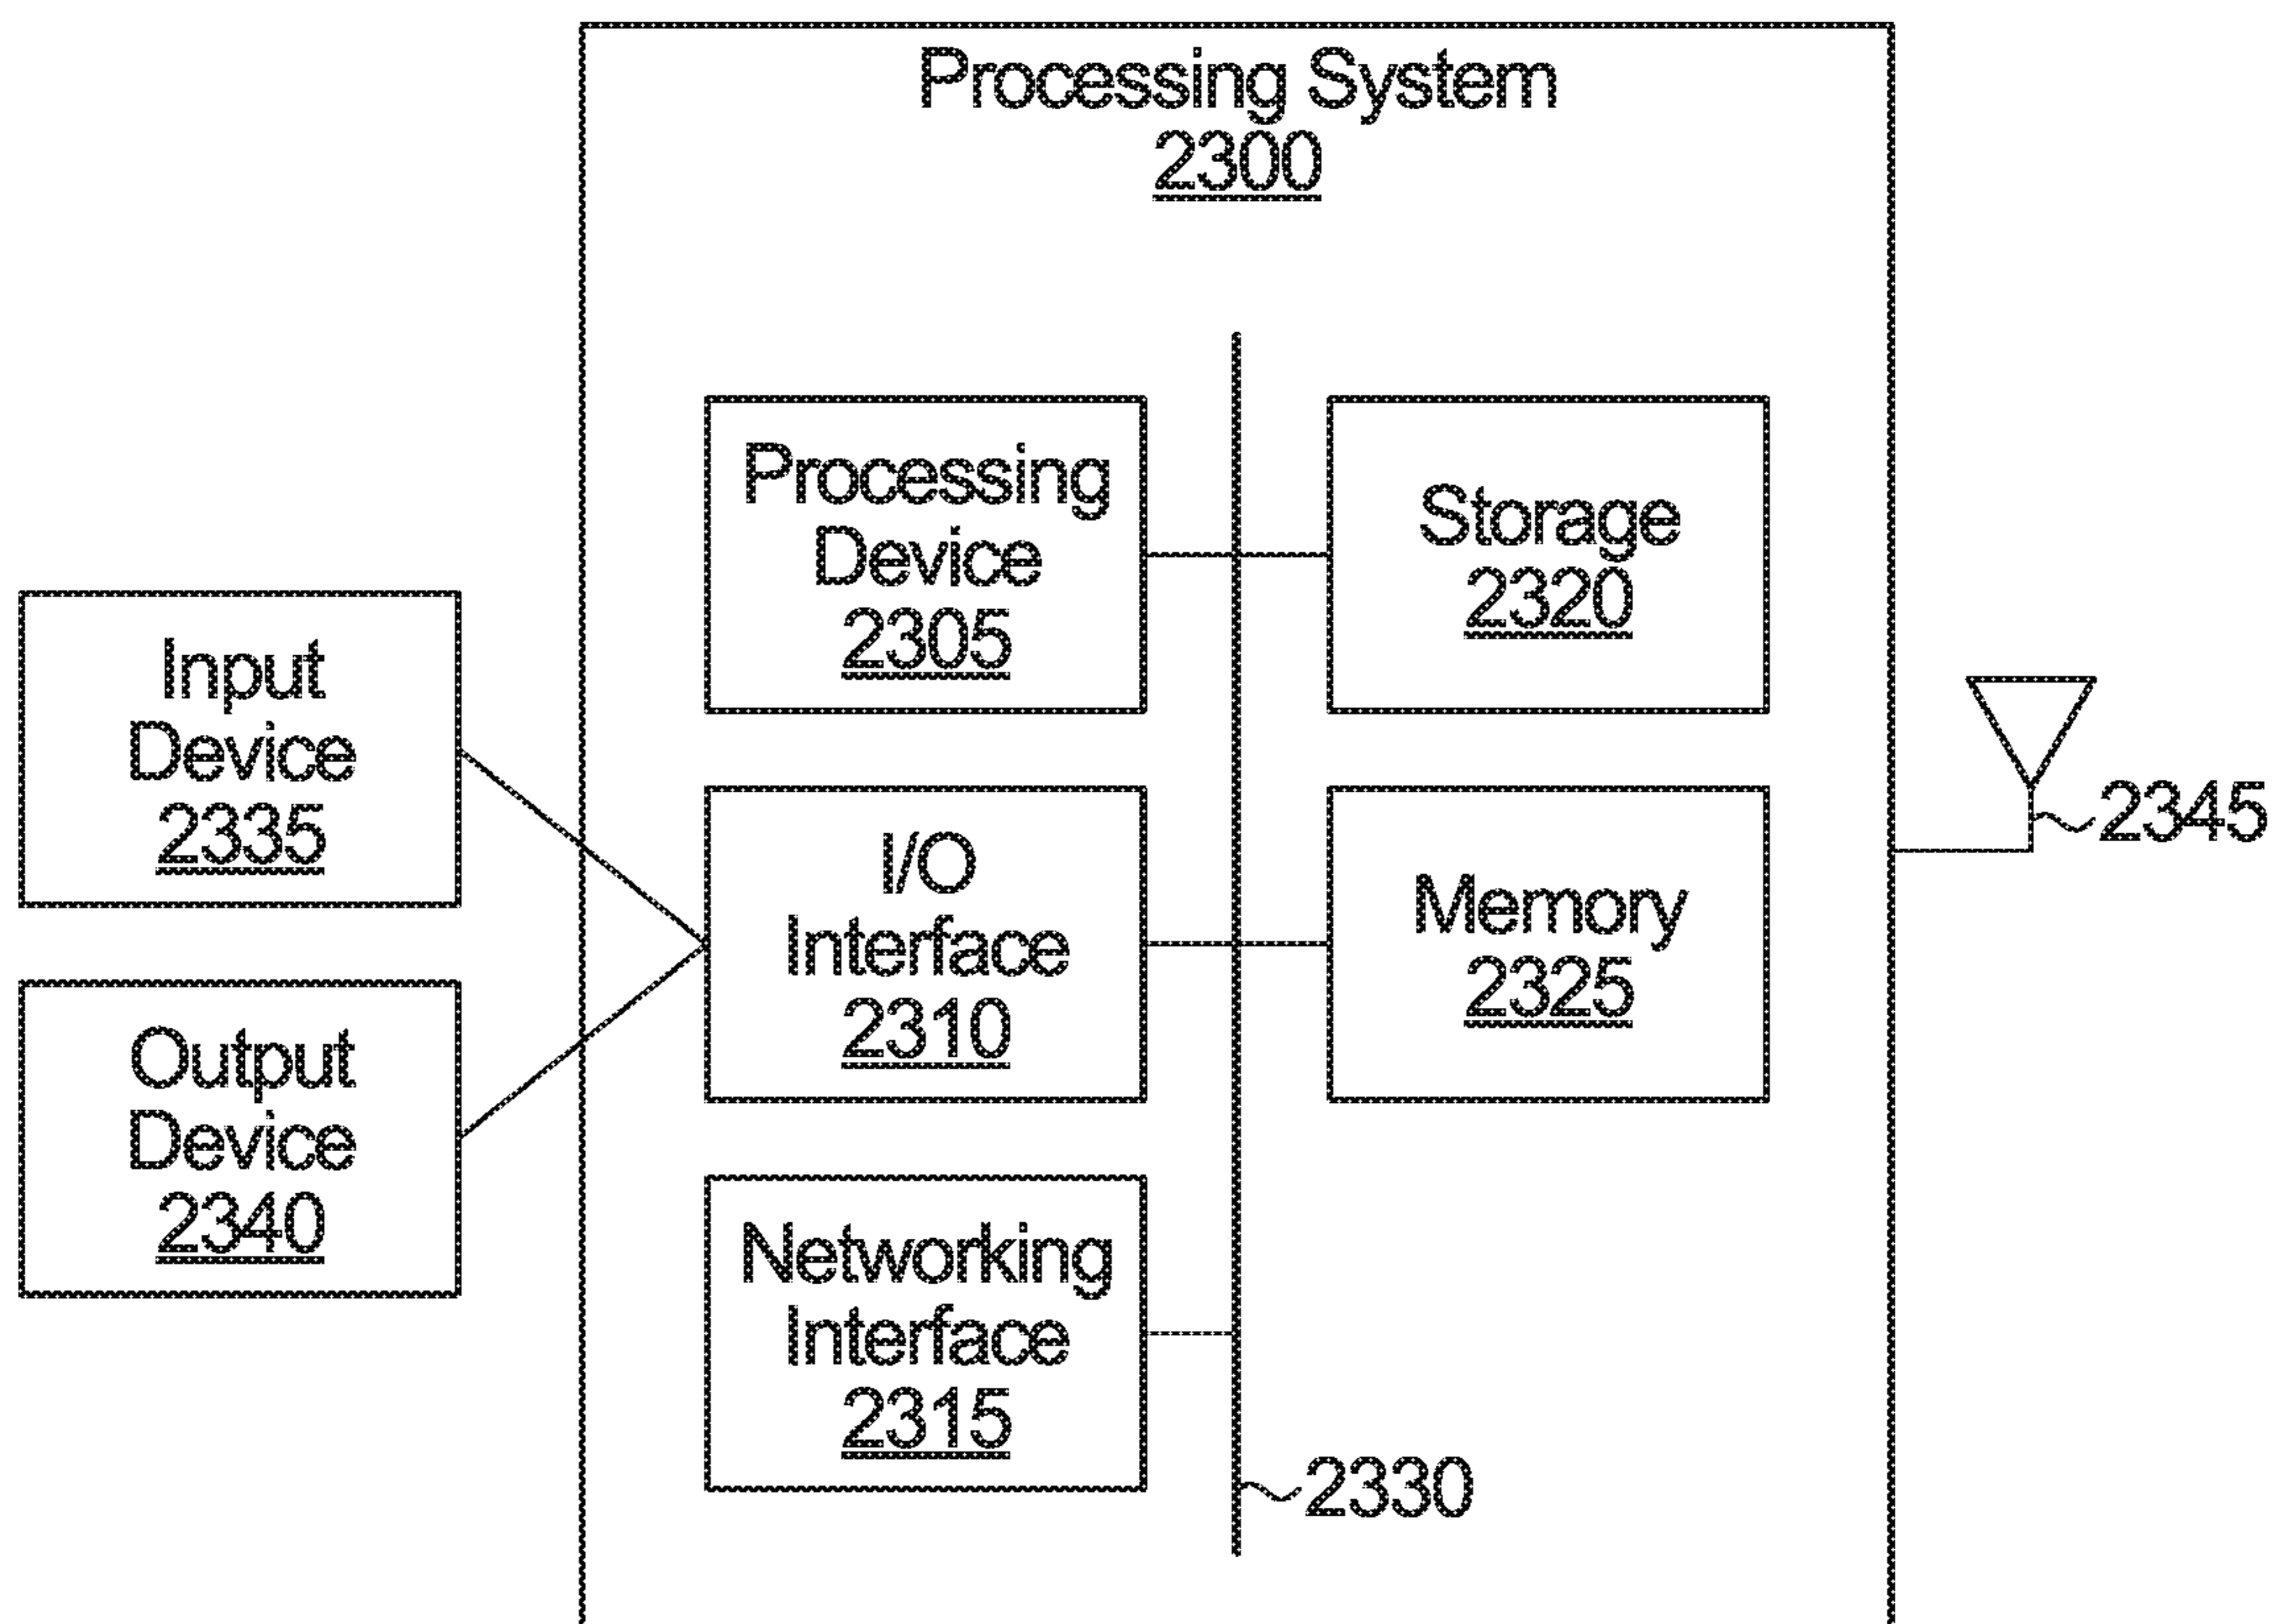 Processing System
2300
Processing
Device
2305
Storage
2320
Input
Device
2335
I/O
Interface
2310
Memory
2325
2345
Output
Device
2340
Networking
Interface
2315
2330